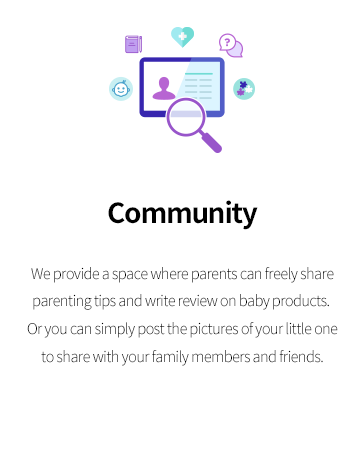 Community
We provide a space where parents can freely share
parenting tips and write review on baby products.
Or you can simply post the pictures of your little one
to share with your family members and friends.